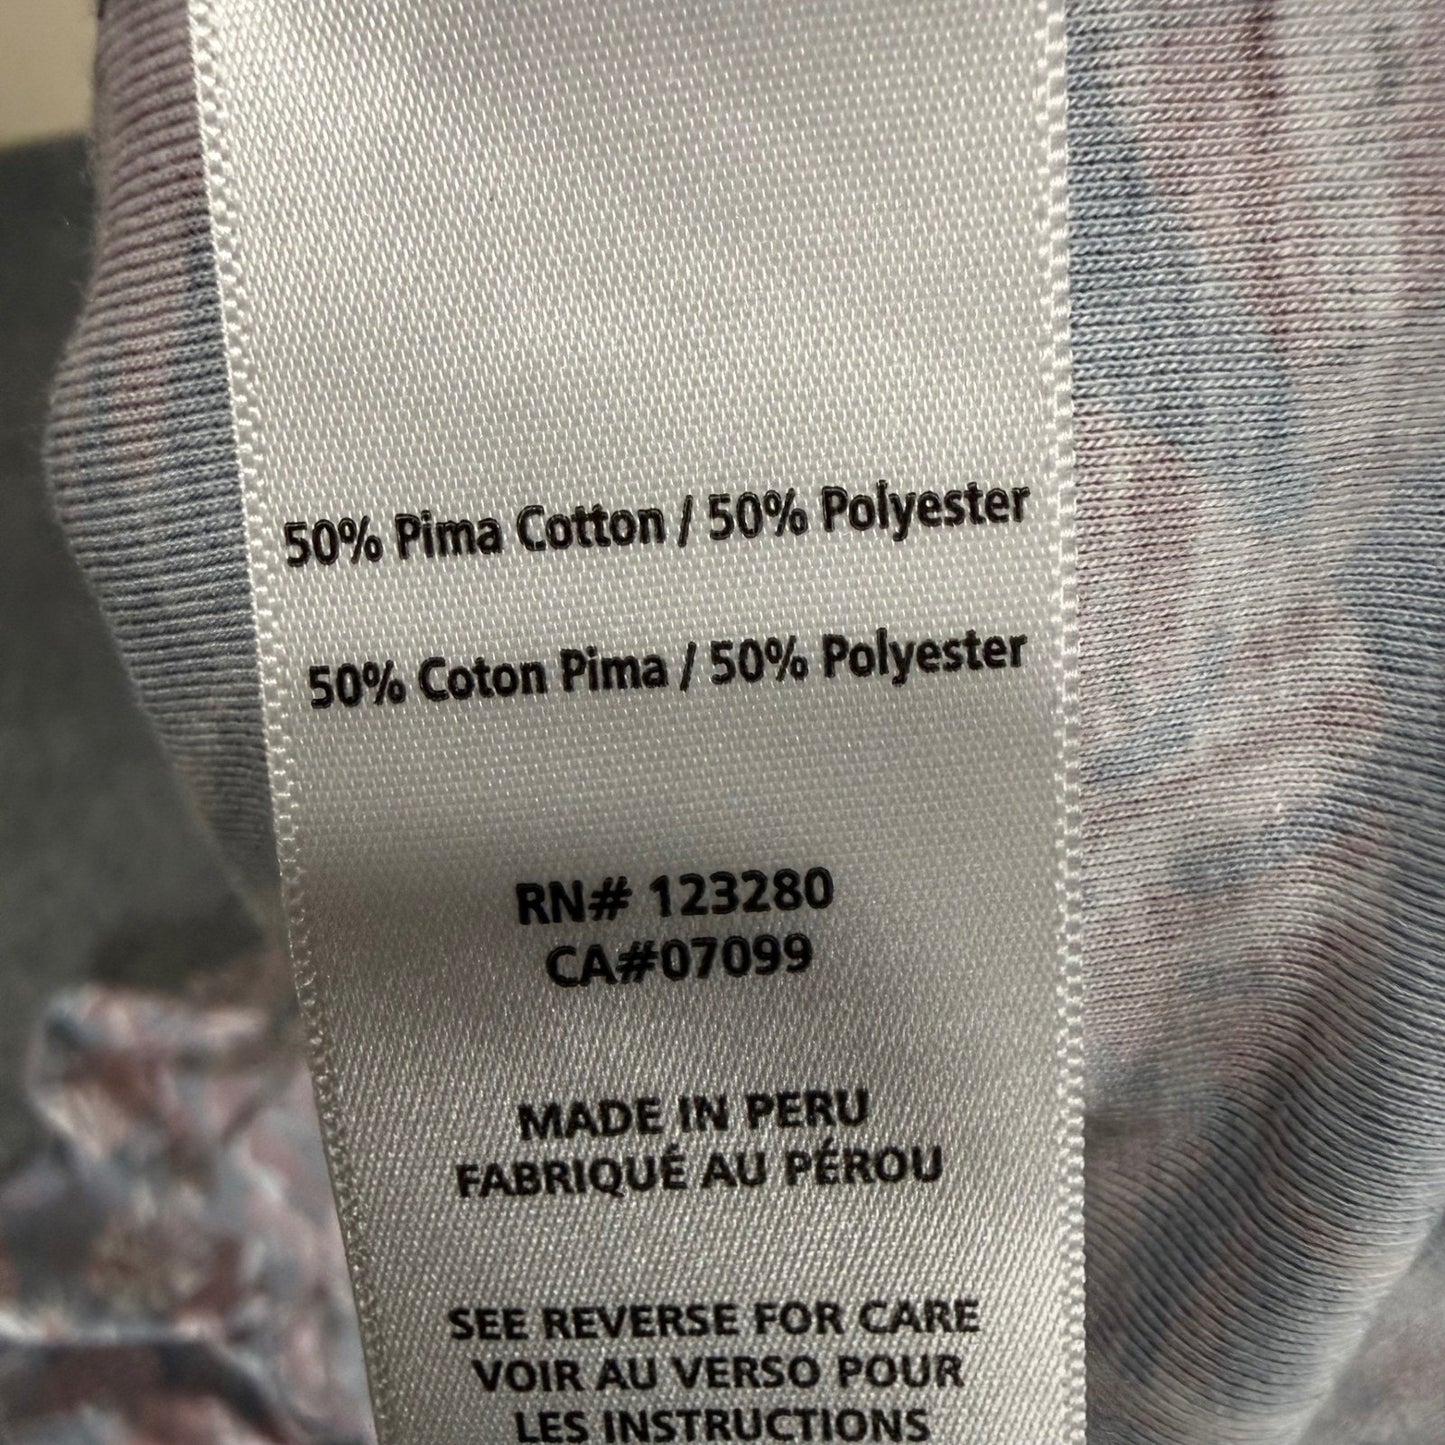 50% Pima Cotton / 50% Polyester
50% Coton Pima / 50% Polyester
RN# 123280
CA#07099
MADE IN PERU
FABRIQUÉ AU PÉROU
SEE REVERSE FOR CARE
VOIR AU VERSO POUR
LES INSTRUCTIONS